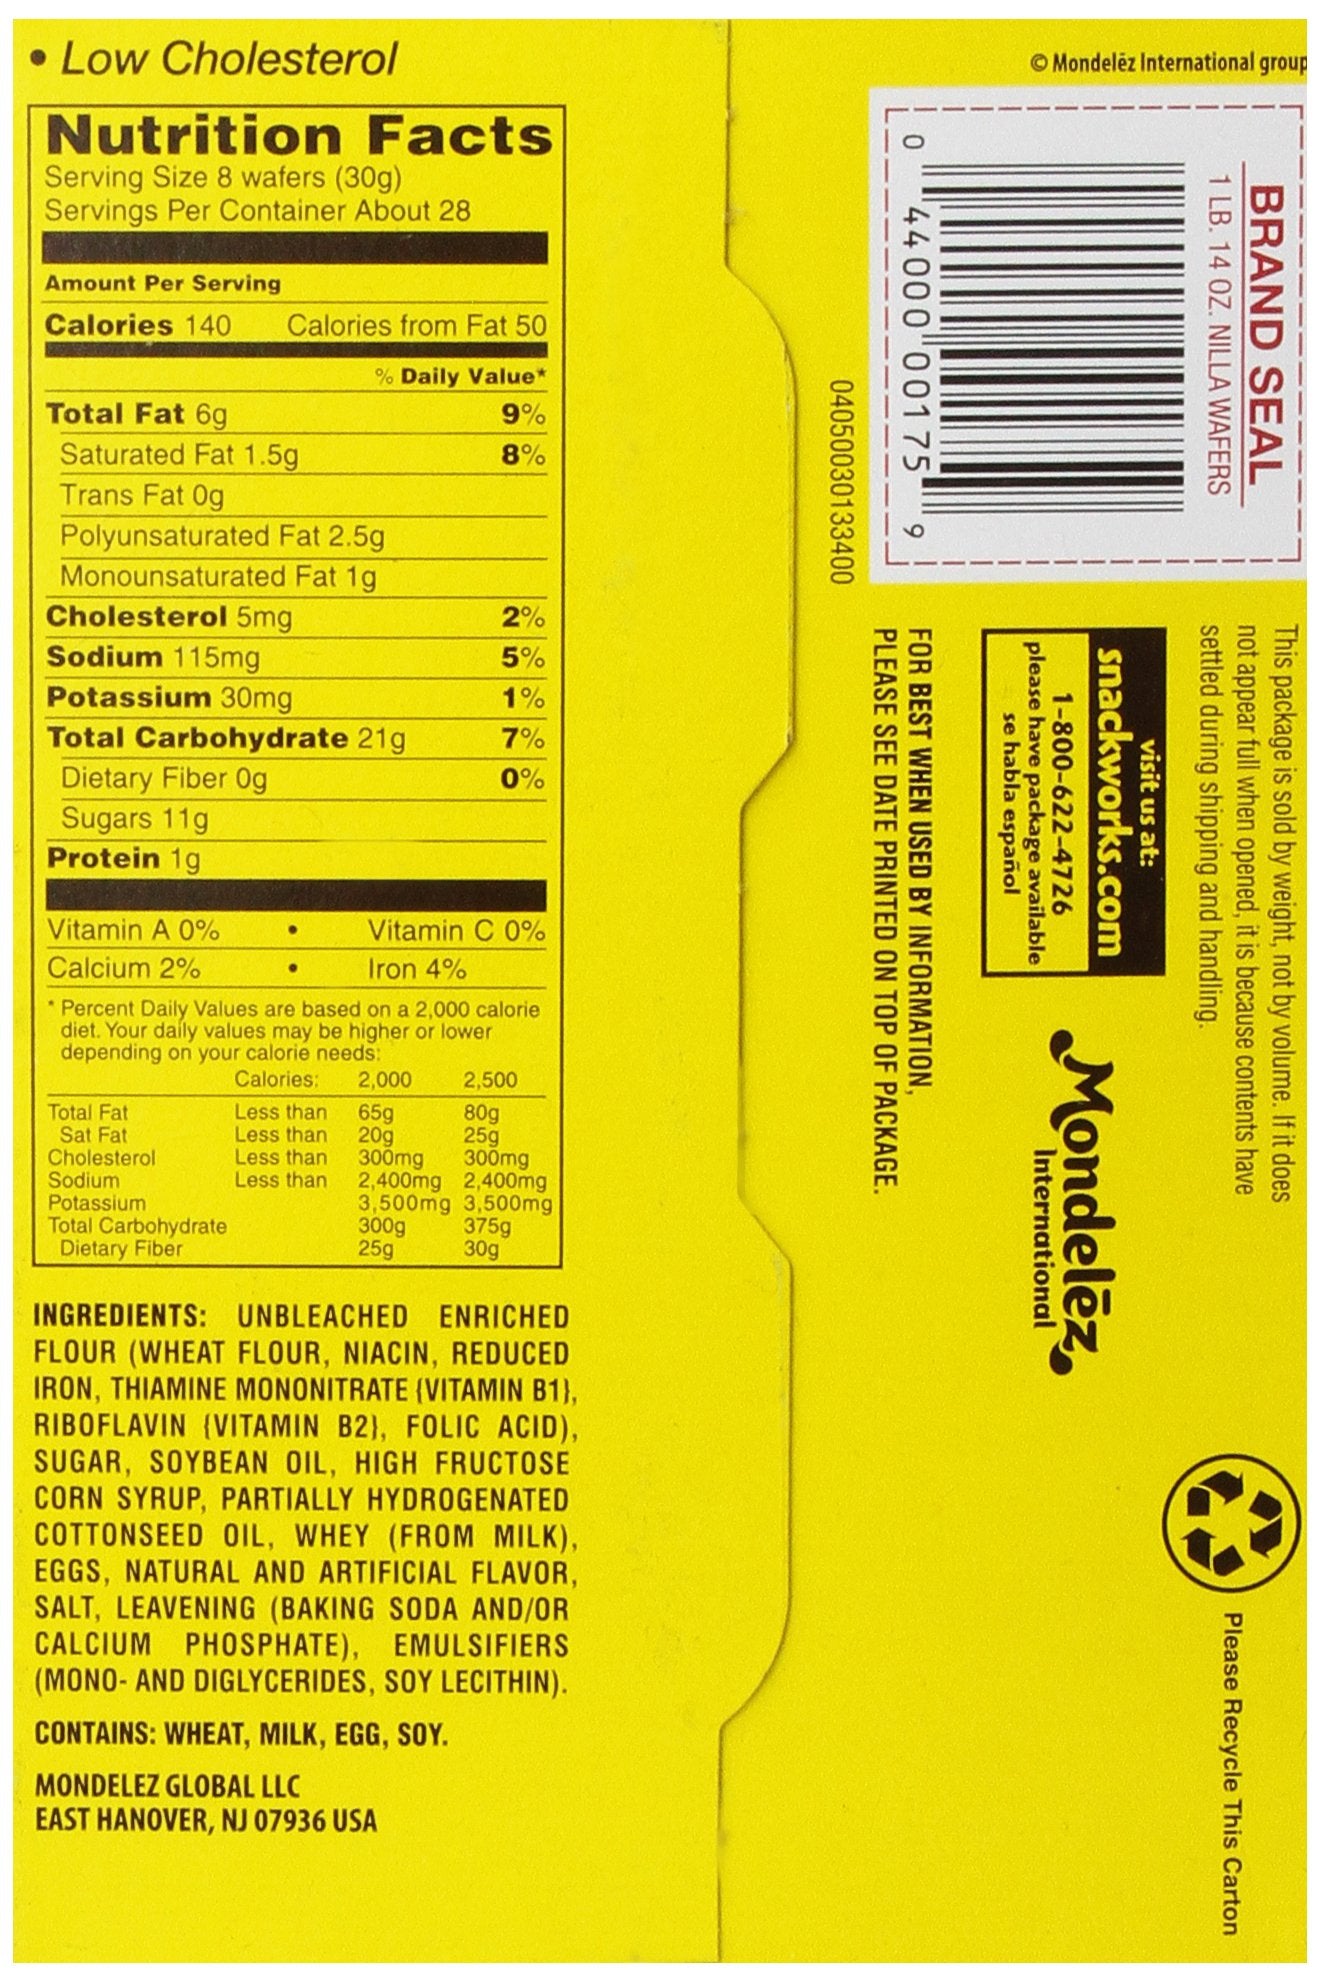 • Low Cholesterol
Nutrition Facts
Serving Size 8 wafers (30g)
Servings Per Container About 28
Amount Per Serving
Calories 140 Calories from Fat 50
% Daily Value*
Total Fat 6g 9%
Saturated Fat 1.5g 8%
Trans Fat 0g
Polyunsaturated Fat 2.5g
Monounsaturated Fat 1g
Cholesterol 5mg 2%
Sodium 115mg 5%
Potassium 30mg 1%
Total Carbohydrate 21g 7%
Dietary Fiber 0g 0%
Sugars 11g
Protein 1g
Vitamin A 0% • Vitamin C 0%
Calcium 2% • Iron 4%
* Percent Daily Values are based on a 2,000 calorie
diet. Your daily values may be higher or lower
depending on your calorie needs:
Calories: 2,000 2,500
Total Fat Less than 65g 80g
Sat Fat Less than 20g 25g
Cholesterol Less than 300mg 300mg
Sodium Less than 2,400mg 2,400mg
Potassium 3,500mg 3,500mg
Total Carbohydrate 300g 375g
Dietary Fiber 25g 30g
INGREDIENTS: UNBLEACHED ENRICHED
FLOUR (WHEAT FLOUR, NIACIN, REDUCED
IRON, THIAMINE MONONITRATE {VITAMIN B1},
RIBOFLAVIN {VITAMIN B2}, FOLIC ACID),
SUGAR, SOYBEAN OIL, HIGH FRUCTOSE
CORN SYRUP, PARTIALLY HYDROGENATED
COTTONSEED OIL, WHEY (FROM MILK),
EGGS, NATURAL AND ARTIFICIAL FLAVOR,
SALT, LEAVENING (BAKING SODA AND/OR
CALCIUM PHOSPHATE), EMULSIFIERS
(MONO- AND DIGLYCERIDES, SOY LECITHIN).
CONTAINS: WHEAT, MILK, EGG, SOY.
MONDELEZ GLOBAL LLC
EAST HANOVER, NJ 07936 USA
© Mondelēz International group
BRAND SEAL
1 LB. 14 OZ. NILLA WAFERS
0 44000 00175 9
04050030133400
This package is sold by weight, not by volume. If it does
not appear full when opened, it is because contents have
settled during shipping and handling.
visit us at:
snackworks.com
1-800-622-4726
please have package available
se habla español
FOR BEST WHEN USED BY INFORMATION,
PLEASE SEE DATE PRINTED ON TOP OF PACKAGE.
Mondelēz
International
Please Recycle This Carton